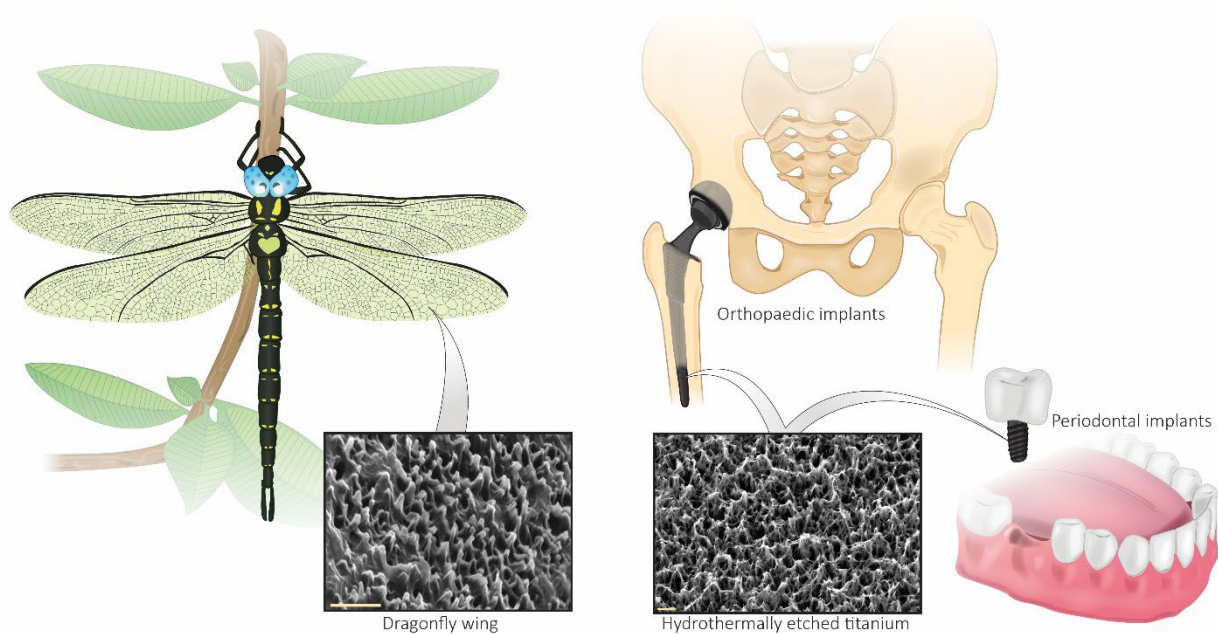 Orthopaedic implants
Periodontal implants
Dragonfly wing
Hydrothermally etched titanium